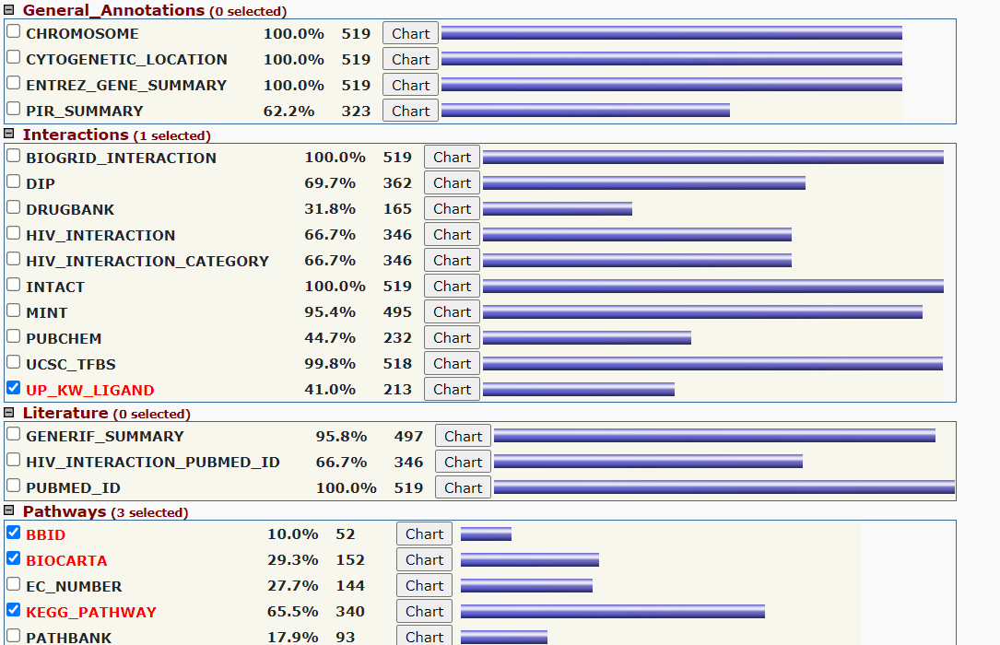 General_Annotations (0 selected)
CHROMOSOME 100.0% 519 Chart
CYTOGENETIC_LOCATION 100.0% 519 Chart
ENTREZ_GENE_SUMMARY 100.0% 519 Chart
PIR_SUMMARY 62.2% 323 Chart
Interactions (1 selected)
BIOGRID_INTERACTION 100.0% 519 Chart
DIP 69.7% 362 Chart
DRUGBANK 31.8% 165 Chart
HIV_INTERACTION 66.7% 346 Chart
HIV_INTERACTION_CATEGORY 66.7% 346 Chart
INTACT 100.0% 519 Chart
MINT 95.4% 495 Chart
PUBCHEM 44.7% 232 Chart
UCSC_TFBS 99.8% 518 Chart
UP_KW_LIGAND 41.0% 213 Chart
Literature (0 selected)
GENERIF_SUMMARY 95.8% 497 Chart
HIV_INTERACTION_PUBMED_ID 66.7% 346 Chart
PUBMED_ID 100.0% 519 Chart
Pathways (3 selected)
BBID 10.0% 52 Chart
BIOCARTA 29.3% 152 Chart
EC_NUMBER 27.7% 144 Chart
KEGG_PATHWAY 65.5% 340 Chart
PATHBANK 17.9% 93 Chart